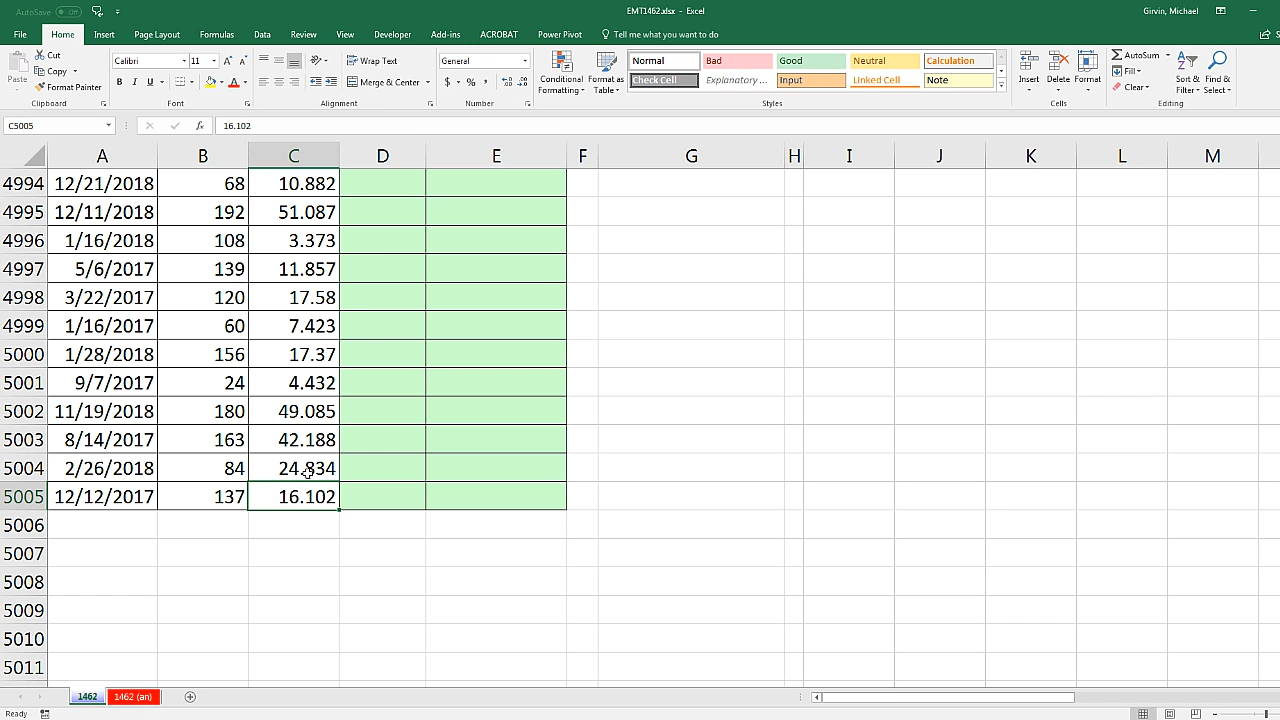 AutoSave Off
EMT1462.xlsx - Excel
Girvin, Michael
File Home Insert Page Layout Formulas Data Review View Developer Add-ins ACROBAT Power Pivot Tell me what you want to do
Paste
Cut
Copy
Format Painter
Clipboard
Calibri 11
B I U
Font
Wrap Text
Merge & Center
Alignment
General
$ % ,
Number
Conditional Formatting
Format as Table
Normal Bad Good Neutral Calculation
Check Cell Explanatory ... Input Linked Cell Note
Styles
Insert Delete Format
Cells
AutoSum
Fill
Clear
Sort & Filter
Find & Select
Editing
C5005 fx 16.102
A B C D E F G H I J K L M
4994 12/21/2018 68 10.882
4995 12/11/2018 192 51.087
4996 1/16/2018 108 3.373
4997 5/6/2017 139 11.857
4998 3/22/2017 120 17.58
4999 1/16/2017 60 7.423
5000 1/28/2018 156 17.37
5001 9/7/2017 24 4.432
5002 11/19/2018 180 49.085
5003 8/14/2017 163 42.188
5004 2/26/2018 84
5005 12/12/2017 137 16.102
5006
5007
5008
5009
5010
5011
1462 1462 (an)
Ready